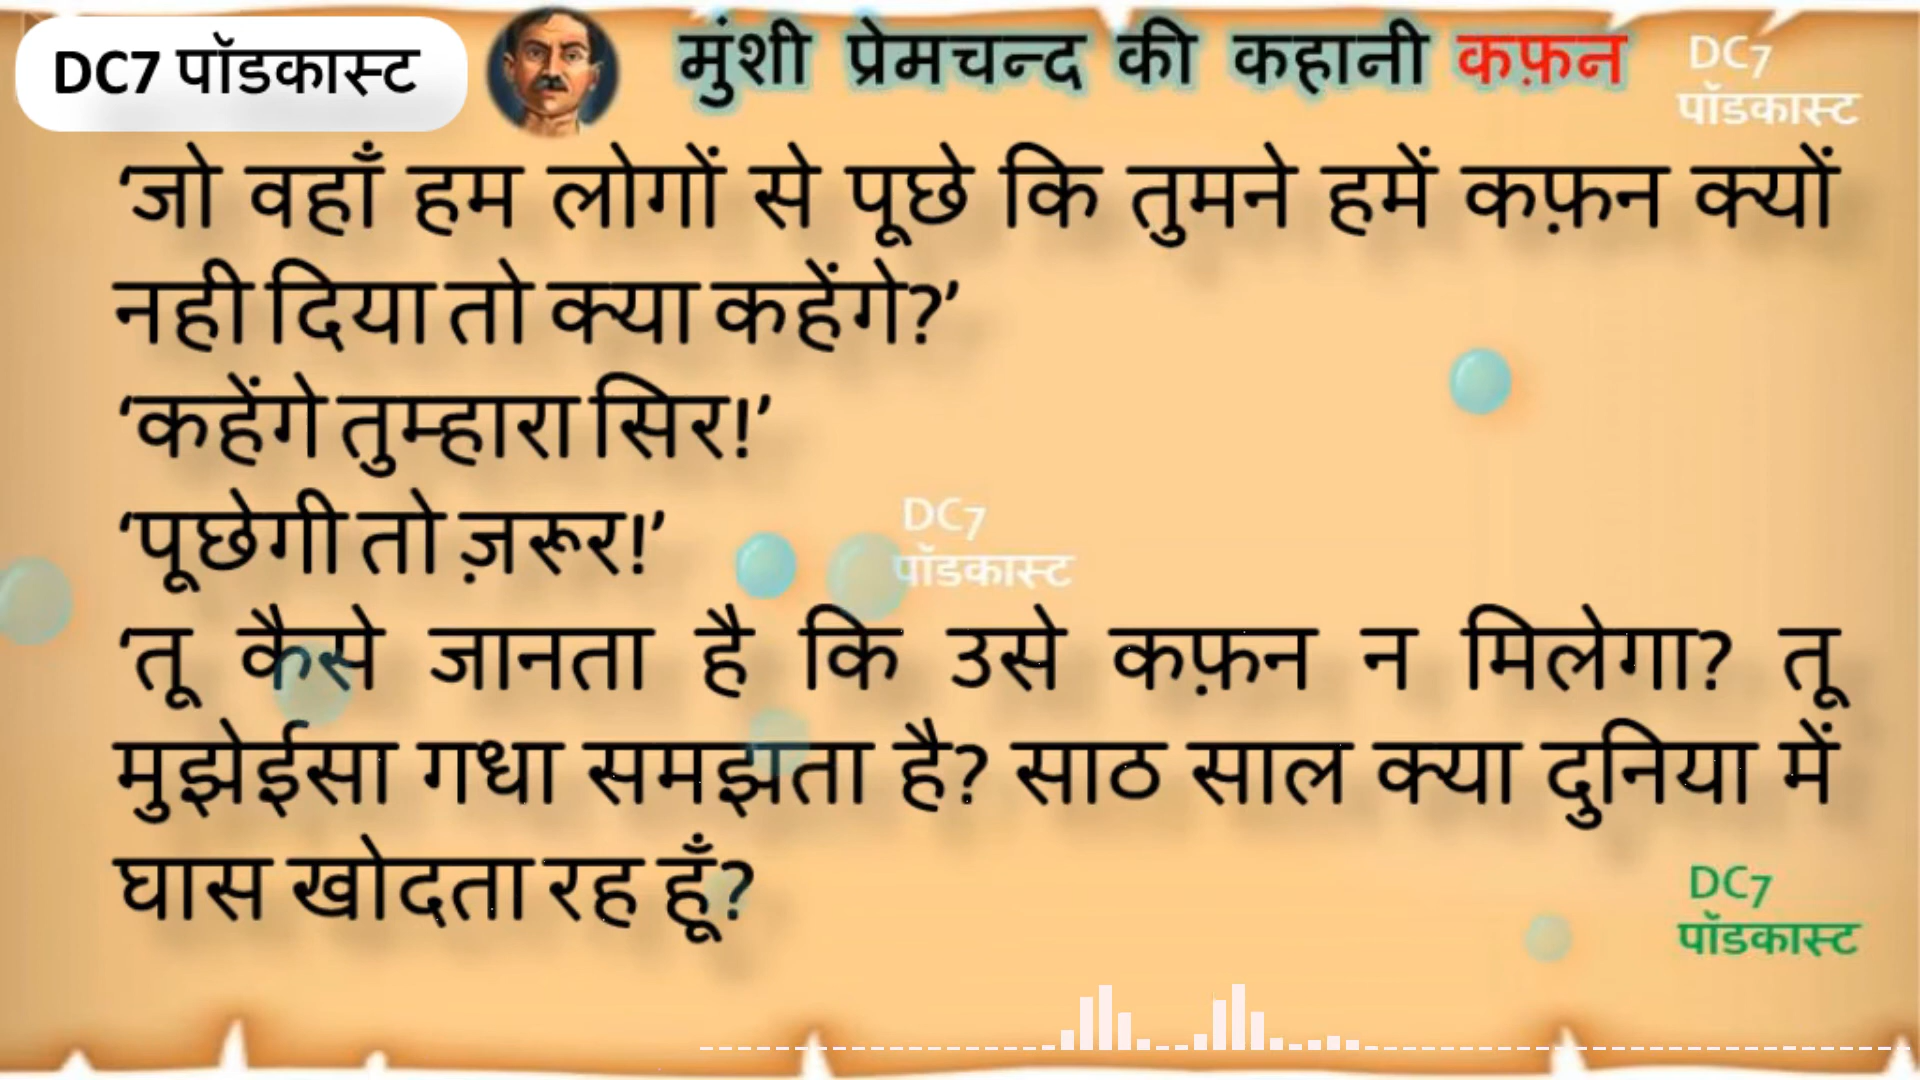 DC7 पॉडकास्ट
मुंशी प्रेमचन्द की कहानी कफ़न
DC7
पॉडकास्ट
‘जो वहाँ हम लोगों से पूछे कि तुमने हमें कफ़न क्यों
नही दिया तो क्या कहेंगे?’
‘कहेंगे तुम्हारा सिर!’
‘पूछेगी तो ज़रूर!’
DC7
पॉडकास्ट
‘तू कैसे जानता है कि उसे कफ़न न मिलेगा? तू
मुझेईसा गधा समझता है? साठ साल क्या दुनिया में
घास खोदता रह हूँ?
DC7
पॉडकास्ट